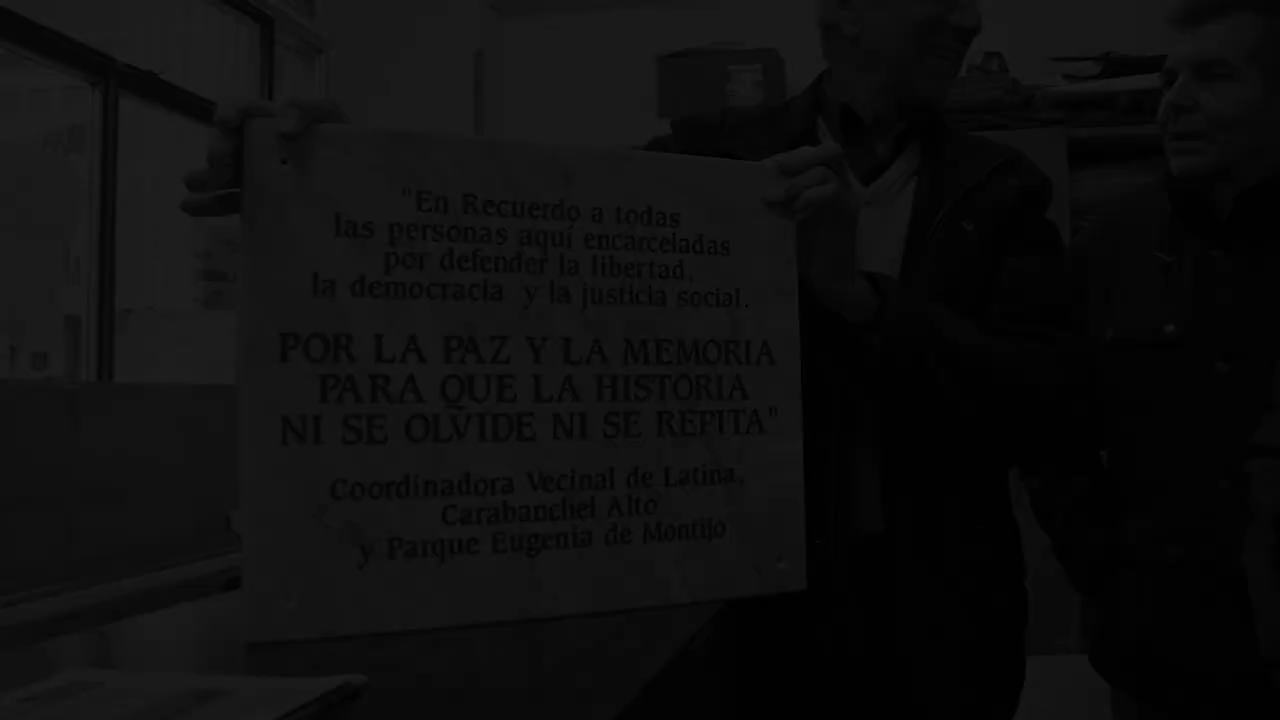 "En Recuerdo a todas
las personas aquí encarceladas
por defender la libertad,
la democracia y la justicia social.
POR LA PAZ Y LA MEMORIA
PARA QUE LA HISTORIA
NI SE OLVIDE NI SE REPITA"
Coordinadora Vecinal de Latina,
Carabanchel Alto
y Parque Eugenia de Montijo